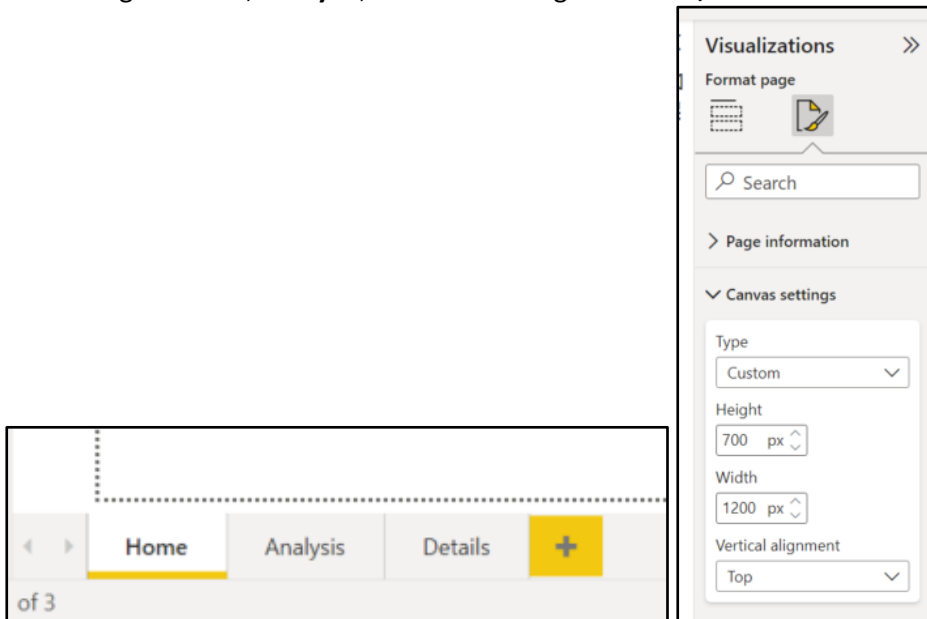 Visualizations
Format page
Search
Page information
Canvas settings
Type
Custom
Height
700 px
Width
1200 px
Vertical alignment
Top
Home Analysis Details +
of 3